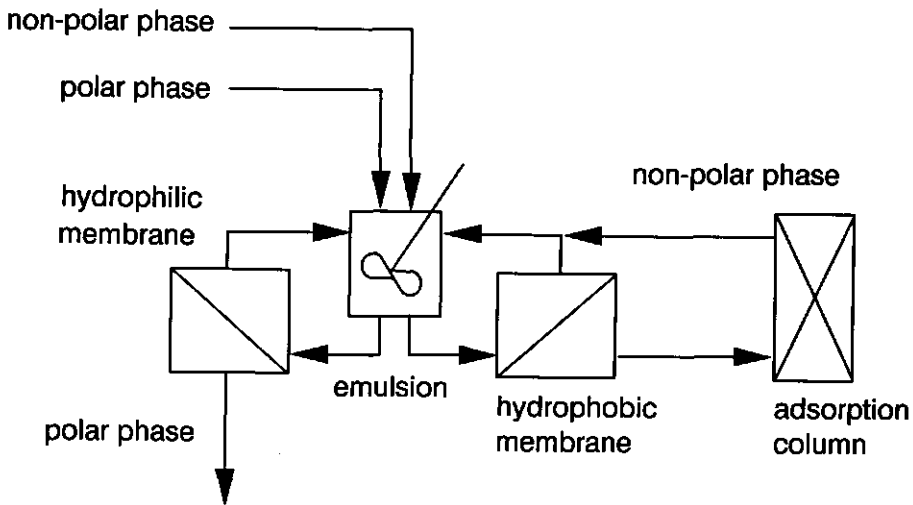 non-polar phase
polar phase
hydrophilic
membrane
non-polar phase
emulsion
hydrophobic
membrane
adsorption
column
polar phase